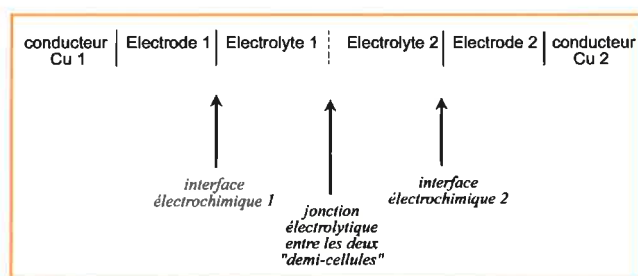 conducteur Cu 1 | Electrode 1 | Electrolyte 1 ¦ Electrolyte 2 | Electrode 2 | conducteur Cu 2
interface électrochimique 1
jonction électrolytique entre les deux "demi-cellules"
interface électrochimique 2